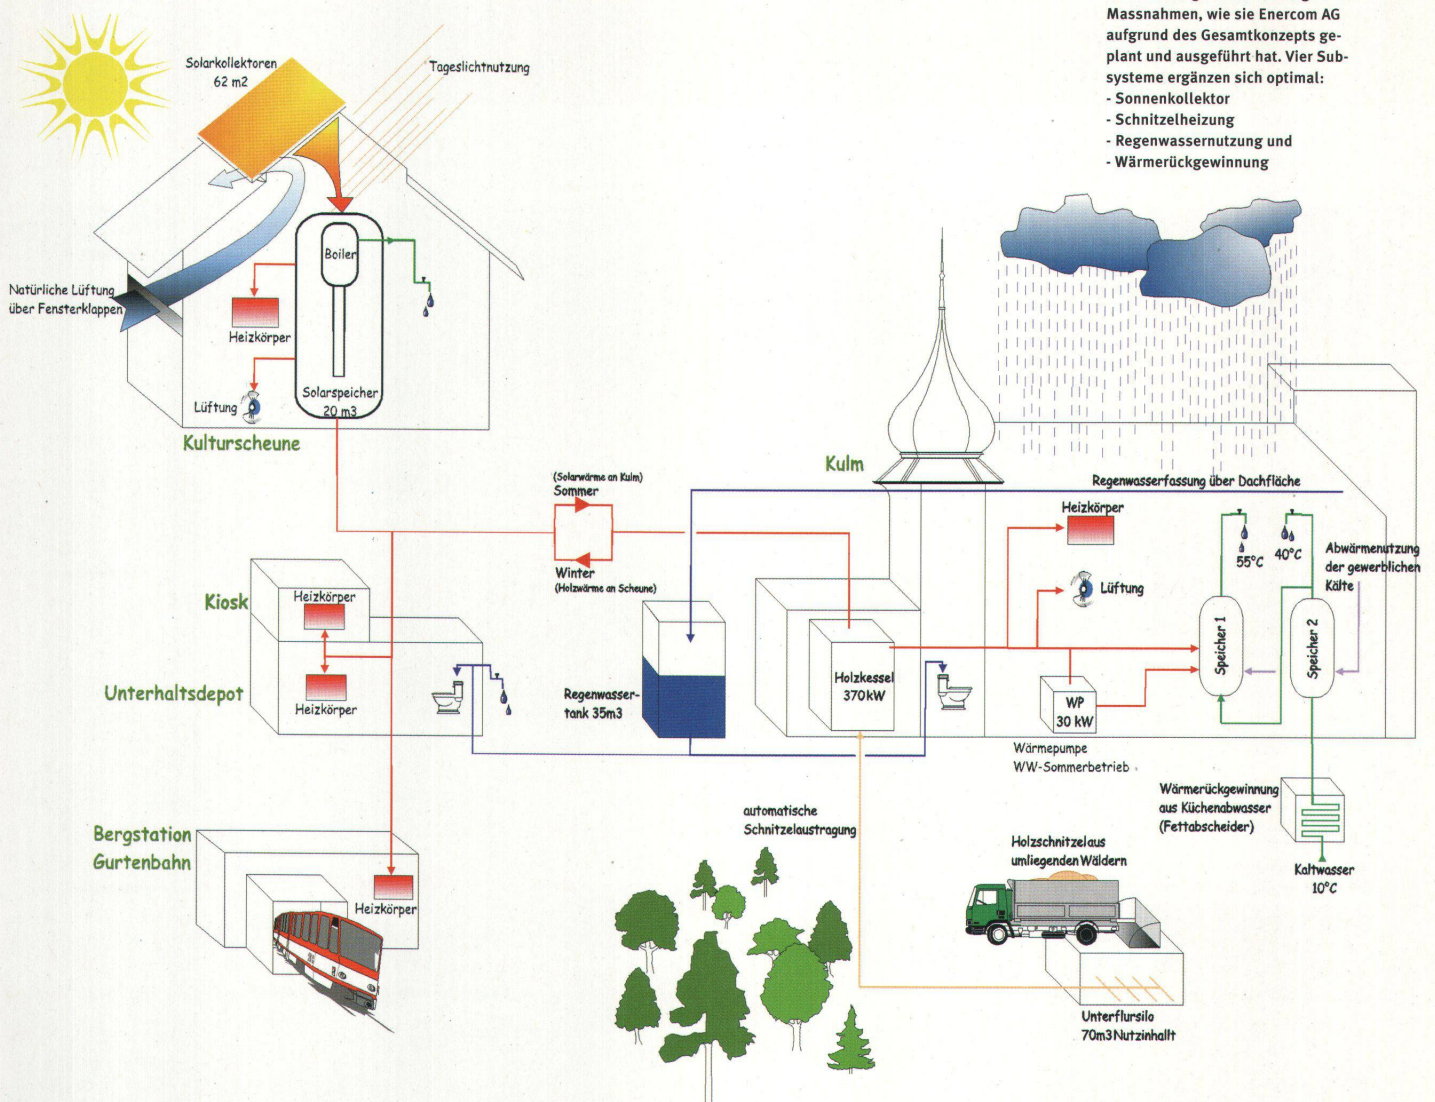 Massnahmen, wie sie Enercom AG
aufgrund des Gesamtkonzepts ge-
plant und ausgeführt hat. Vier Sub-
systeme ergänzen sich optimal:
- Sonnenkollektor
- Schnitzelheizung
- Regenwassernutzung und
- Wärmerückgewinnung
Solarkollektoren
62 m2
Tageslichtnutzung
Boiler
Natürliche Lüftung
über Fensterklappen
Heizkörper
Solarspeicher
20 m3
Lüftung
Kulturscheune
Kulm
(Solarwärme an Kulm)
Sommer
Winter
(Holzwärme an Scheune)
Regenwasserfassung über Dachfläche
Heizkörper
55°C
40°C
Abwärmenutzung
der gewerblichen
Kälte
Lüftung
Kiosk
Heizkörper
Unterhaltsdepot
Heizkörper
Regenwasser-
tank 35m3
Holzkessel
370kW
WP
30 kW
Speicher 1
Speicher 2
Wärmepumpe
WW-Sommerbetrieb
Wärmerückgewinnung
aus Küchenabwasser
(Fettabscheider)
Kaltwasser
10°C
Bergstation
Gurtenbahn
Heizkörper
automatische
Schnitzelaustragung
Holzschnitzel aus
umliegenden Wäldern
Unterflursilo
70m3 Nutzinhallt